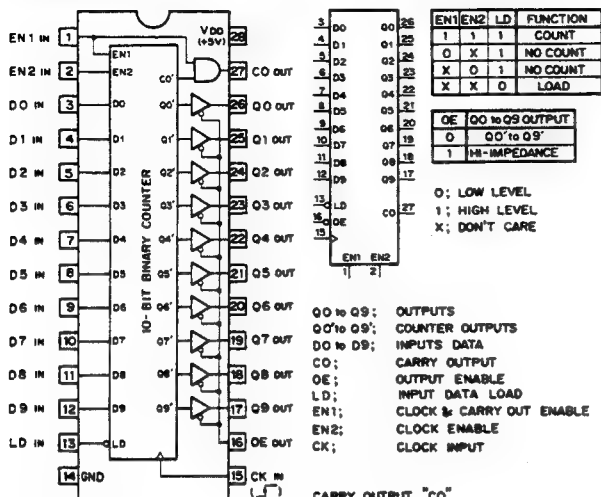 EN1 IN 1
EN2 IN 2
D0 IN 3
D1 IN 4
D2 IN 5
D3 IN 6
D4 IN 7
D5 IN 8
D6 IN 9
D7 IN 10
D8 IN 11
D9 IN 12
LD IN 13
14 GND
EN1
EN2
D0
D1
D2
D3
D4
D5
D6
D7
D8
D9
LD
10-BIT BINARY COUNTER
CO'
Q0'
Q1'
Q2'
Q3'
Q4'
Q5'
Q6'
Q7'
Q8'
Q9'
VDD
(+5V)
28
27 CO OUT
26 Q0 OUT
25 Q1 OUT
24 Q2 OUT
23 Q3 OUT
22 Q4 OUT
21 Q5 OUT
20 Q6 OUT
19 Q7 OUT
18 Q8 OUT
17 Q9 OUT
16 OE OUT
15 CK IN
3 D0 Q0 26
4 D1 Q1 25
5 D2 Q2 24
6 D3 Q3 23
7 D4 Q4 22
8 D5 Q5 21
9 D6 Q6 20
10 D7 Q7 19
11 D8 Q8 18
12 D9 Q9 17
13 LD
16 OE
15
CO 27
EN1 EN2
1 2
EN1 EN2 LD FUNCTION
1 1 1 COUNT
0 X 1 NO COUNT
X 0 1 NO COUNT
X X 0 LOAD
OE Q0 to Q9 OUTPUT
0 Q0' to Q9'
1 HI-IMPEDANCE
0; LOW LEVEL
1; HIGH LEVEL
X; DON'T CARE
Q0 to Q9; OUTPUTS
Q0' to Q9'; COUNTER OUTPUTS
D0 to D9; INPUTS DATA
CO; CARRY OUTPUT
OE; OUTPUT ENABLE
LD; INPUT DATA LOAD
EN1; CLOCK & CARRY OUT ENABLE
EN2; CLOCK ENABLE
CK; CLOCK INPUT
CARRY OUTPUT "CO"